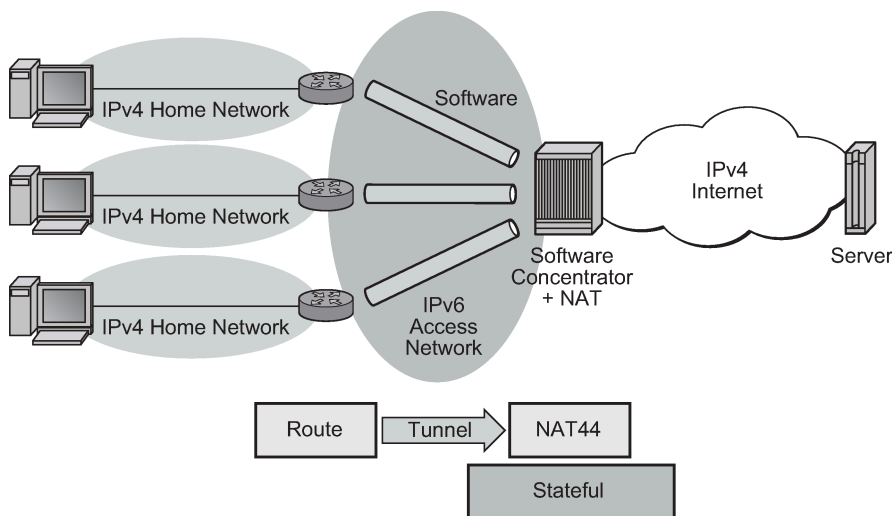 IPv4 Home Network
Software
IPv4 Home Network
IPv4 Home Network
IPv6
Access
Network
Software
Concentrator
+ NAT
IPv4
Internet
Server
Route
Tunnel
NAT44
Stateful